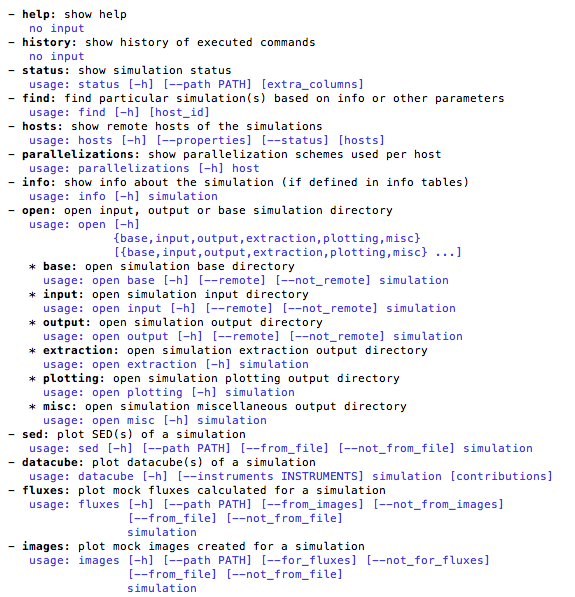 - help: show help
no input
- history: show history of executed commands
no input
- status: show simulation status
usage: status [-h] [--path PATH] [extra_columns]
- find: find particular simulation(s) based on info or other parameters
usage: find [-h] [host_id]
- hosts: show remote hosts of the simulations
usage: hosts [-h] [--properties] [--status] [hosts]
- parallelizations: show parallelization schemes used per host
usage: parallelizations [-h] host
- info: show info about the simulation (if defined in info tables)
usage: info [-h] simulation
- open: open input, output or base simulation directory
usage: open [-h]
{base,input,output,extraction,plotting,misc}
[{base,input,output,extraction,plotting,misc} ...]
* base: open simulation base directory
usage: open base [-h] [--remote] [--not_remote] simulation
* input: open simulation input directory
usage: open input [-h] [--remote] [--not_remote] simulation
* output: open simulation output directory
usage: open output [-h] [--remote] [--not_remote] simulation
* extraction: open simulation extraction output directory
usage: open extraction [-h] simulation
* plotting: open simulation plotting output directory
usage: open plotting [-h] simulation
* misc: open simulation miscellaneous output directory
usage: open misc [-h] simulation
- sed: plot SED(s) of a simulation
usage: sed [-h] [--path PATH] [--from_file] [--not_from_file] simulation
- datacube: plot datacube(s) of a simulation
usage: datacube [-h] [--instruments INSTRUMENTS] simulation [contributions]
- fluxes: plot mock fluxes calculated for a simulation
usage: fluxes [-h] [--path PATH] [--from_images] [--not_from_images]
[--from_file] [--not_from_file]
simulation
- images: plot mock images created for a simulation
usage: images [-h] [--path PATH] [--for_fluxes] [--not_for_fluxes]
[--from_file] [--not_from_file]
simulation